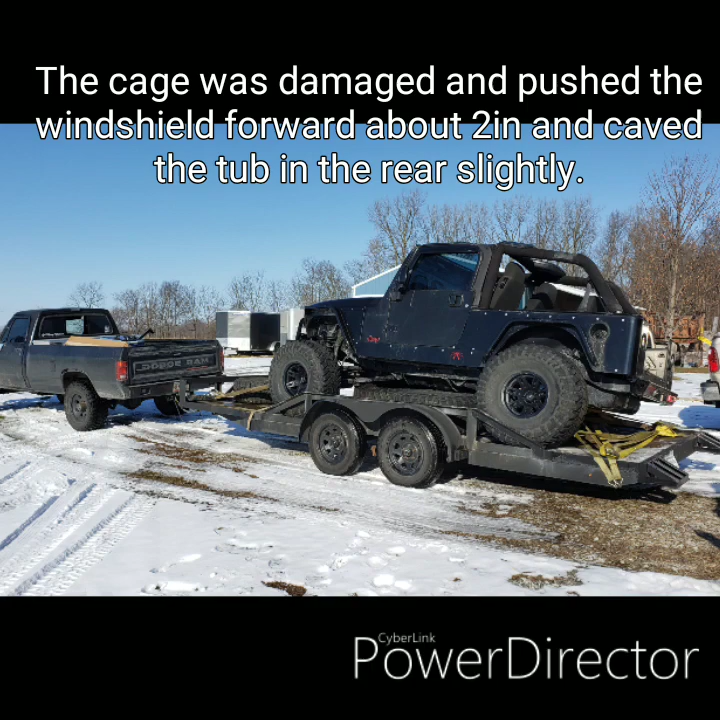 The cage was damaged and pushed the
windshield forward about 2in and caved
the tub in the rear slightly.
DODGE RAM
CyberLink
PowerDirector